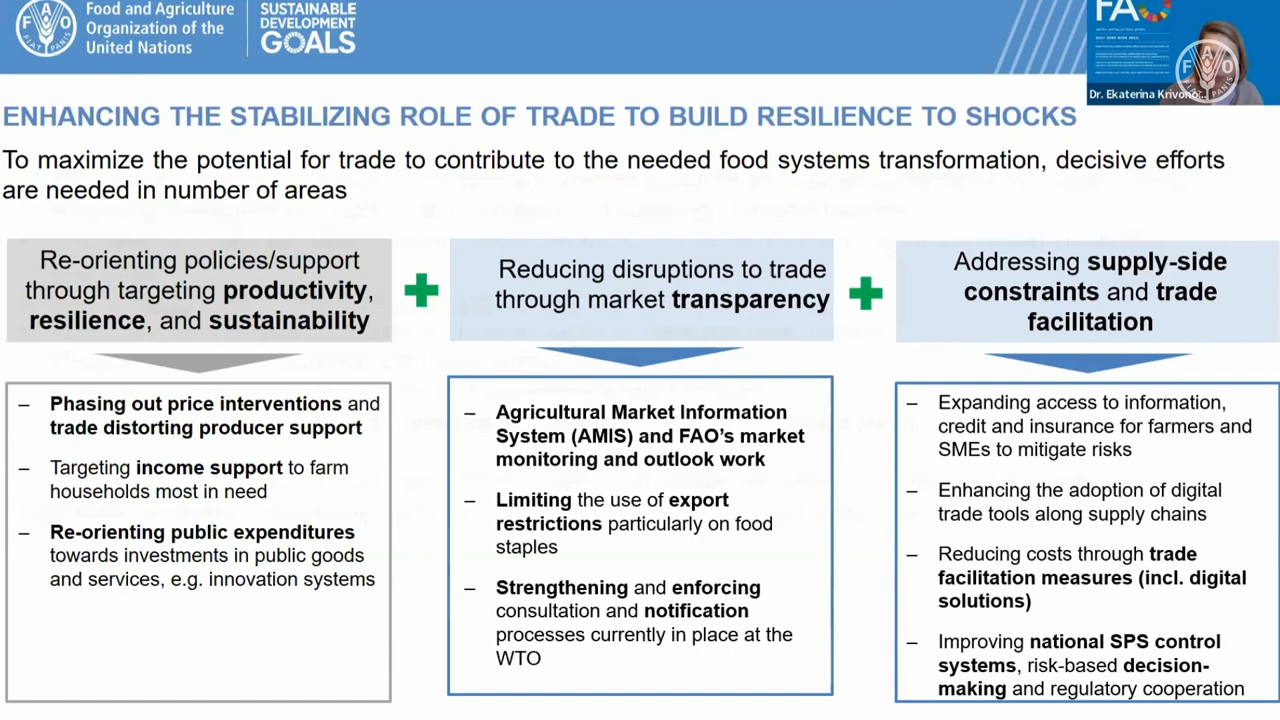 Food and Agriculture
Organization of the
United Nations
SUSTAINABLE
DEVELOPMENT
GOALS
FAO
Dr. Ekaterina
ENHANCING THE STABILIZING ROLE OF TRADE TO BUILD RESILIENCE TO SHOCKS
To maximize the potential for trade to contribute to the needed food systems transformation, decisive efforts
are needed in number of areas
Re-orienting policies/support
through targeting productivity,
resilience, and sustainability
– Phasing out price interventions and
trade distorting producer support
– Targeting income support to farm
households most in need
– Re-orienting public expenditures
towards investments in public goods
and services, e.g. innovation systems
Reducing disruptions to trade
through market transparency
– Agricultural Market Information
System (AMIS) and FAO’s market
monitoring and outlook work
– Limiting the use of export
restrictions particularly on food
staples
– Strengthening and enforcing
consultation and notification
processes currently in place at the
WTO
Addressing supply-side
constraints and trade
facilitation
– Expanding access to information,
credit and insurance for farmers and
SMEs to mitigate risks
– Enhancing the adoption of digital
trade tools along supply chains
– Reducing costs through trade
facilitation measures (incl. digital
solutions)
– Improving national SPS control
systems, risk-based decision-
making and regulatory cooperation